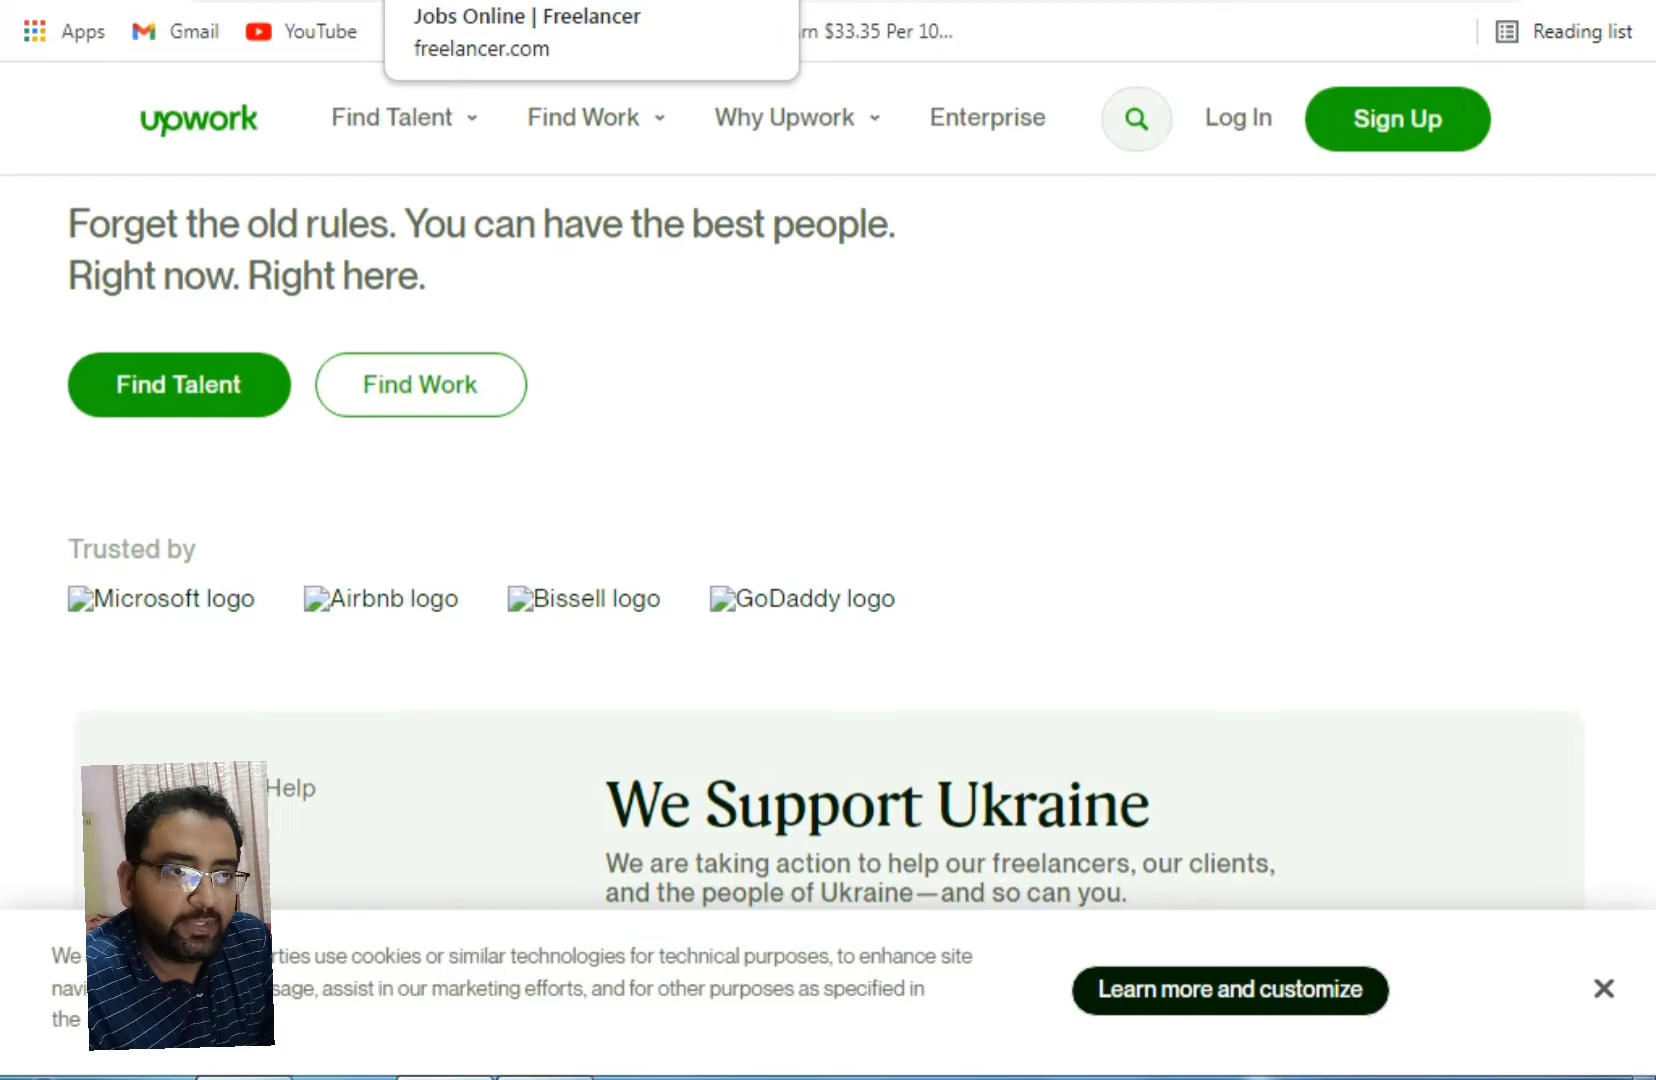 Jobs Online | Freelancer
freelancer.com
Apps
Gmail
YouTube
$33.35 Per 10...
Reading list
upwork
Find Talent
Find Work
Why Upwork
Enterprise
Log In
Sign Up
Forget the old rules. You can have the best people.
Right now. Right here.
Find Talent
Find Work
Trusted by
Microsoft logo
Airbnb logo
Bissell logo
GoDaddy logo
Help
We Support Ukraine
We are taking action to help our freelancers, our clients,
and the people of Ukraine—and so can you.
We use cookies or similar technologies for technical purposes, to enhance site
assist in our marketing efforts, and for other purposes as specified in
the
Learn more and customize